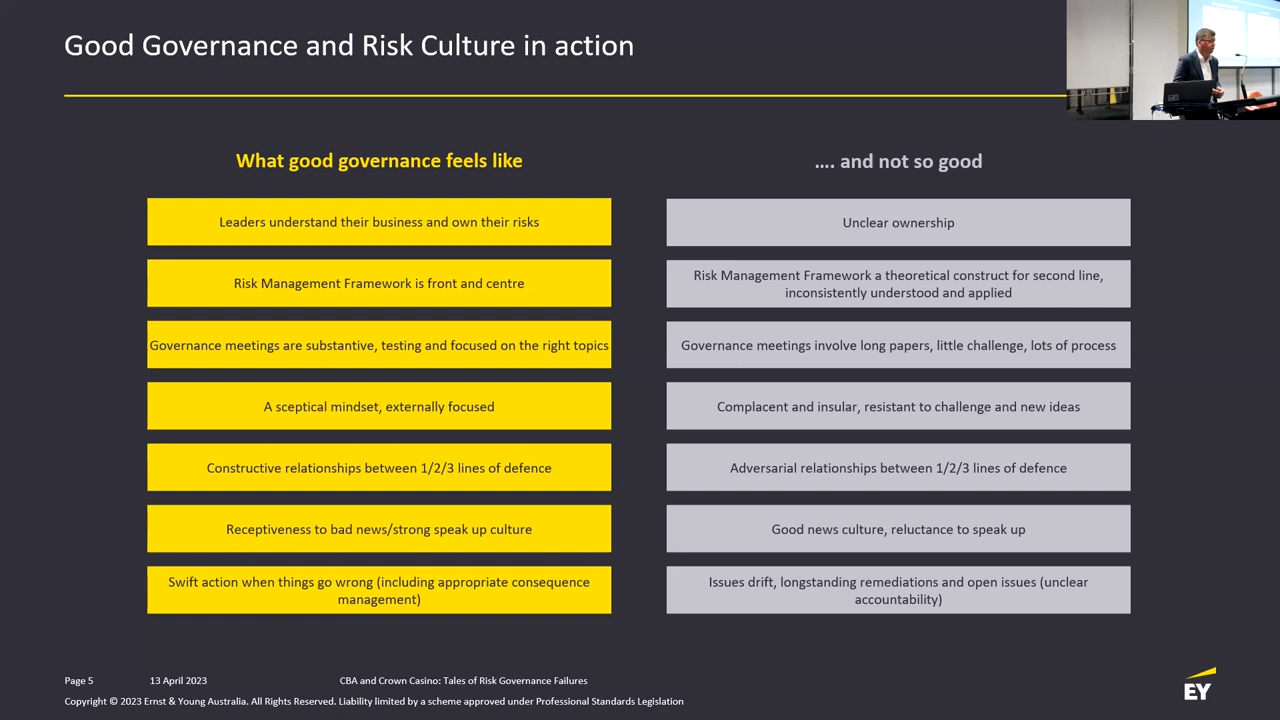 Good Governance and Risk Culture in action
What good governance feels like
.... and not so good
Leaders understand their business and own their risks
Unclear ownership
Risk Management Framework is front and centre
Risk Management Framework a theoretical construct for second line,
inconsistently understood and applied
Governance meetings are substantive, testing and focused on the right topics
Governance meetings involve long papers, little challenge, lots of process
A sceptical mindset, externally focused
Complacent and insular, resistant to challenge and new ideas
Constructive relationships between 1/2/3 lines of defence
Adversarial relationships between 1/2/3 lines of defence
Receptiveness to bad news/strong speak up culture
Good news culture, reluctance to speak up
Swift action when things go wrong (including appropriate consequence
management)
Issues drift, longstanding remediations and open issues (unclear
accountability)
Page 5
13 April 2023
CBA and Crown Casino: Tales of Risk Governance Failures
Copyright © 2023 Ernst & Young Australia. All Rights Reserved. Liability limited by a scheme approved under Professional Standards Legislation
EY